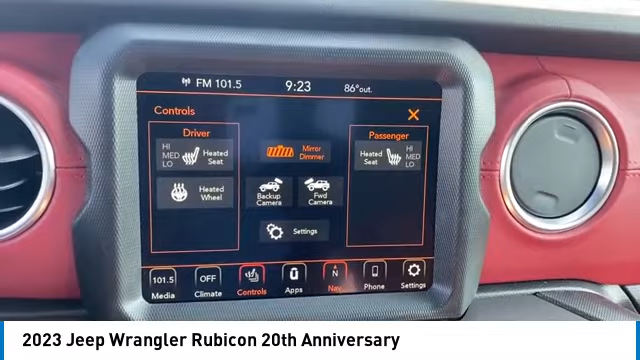 FM 101.5
9:23
86°out.
Controls
X
Driver
HI
MED
LO
Heated
Seat
Heated
Wheel
Mirror
Dimmer
Backup
Camera
Fwd
Camera
Settings
Passenger
Heated
Seat
HI
MED
LO
101.5
Media
OFF
Climate
Controls
U
Apps
N
Nav
Phone
Settings
2023 Jeep Wrangler Rubicon 20th Anniversary